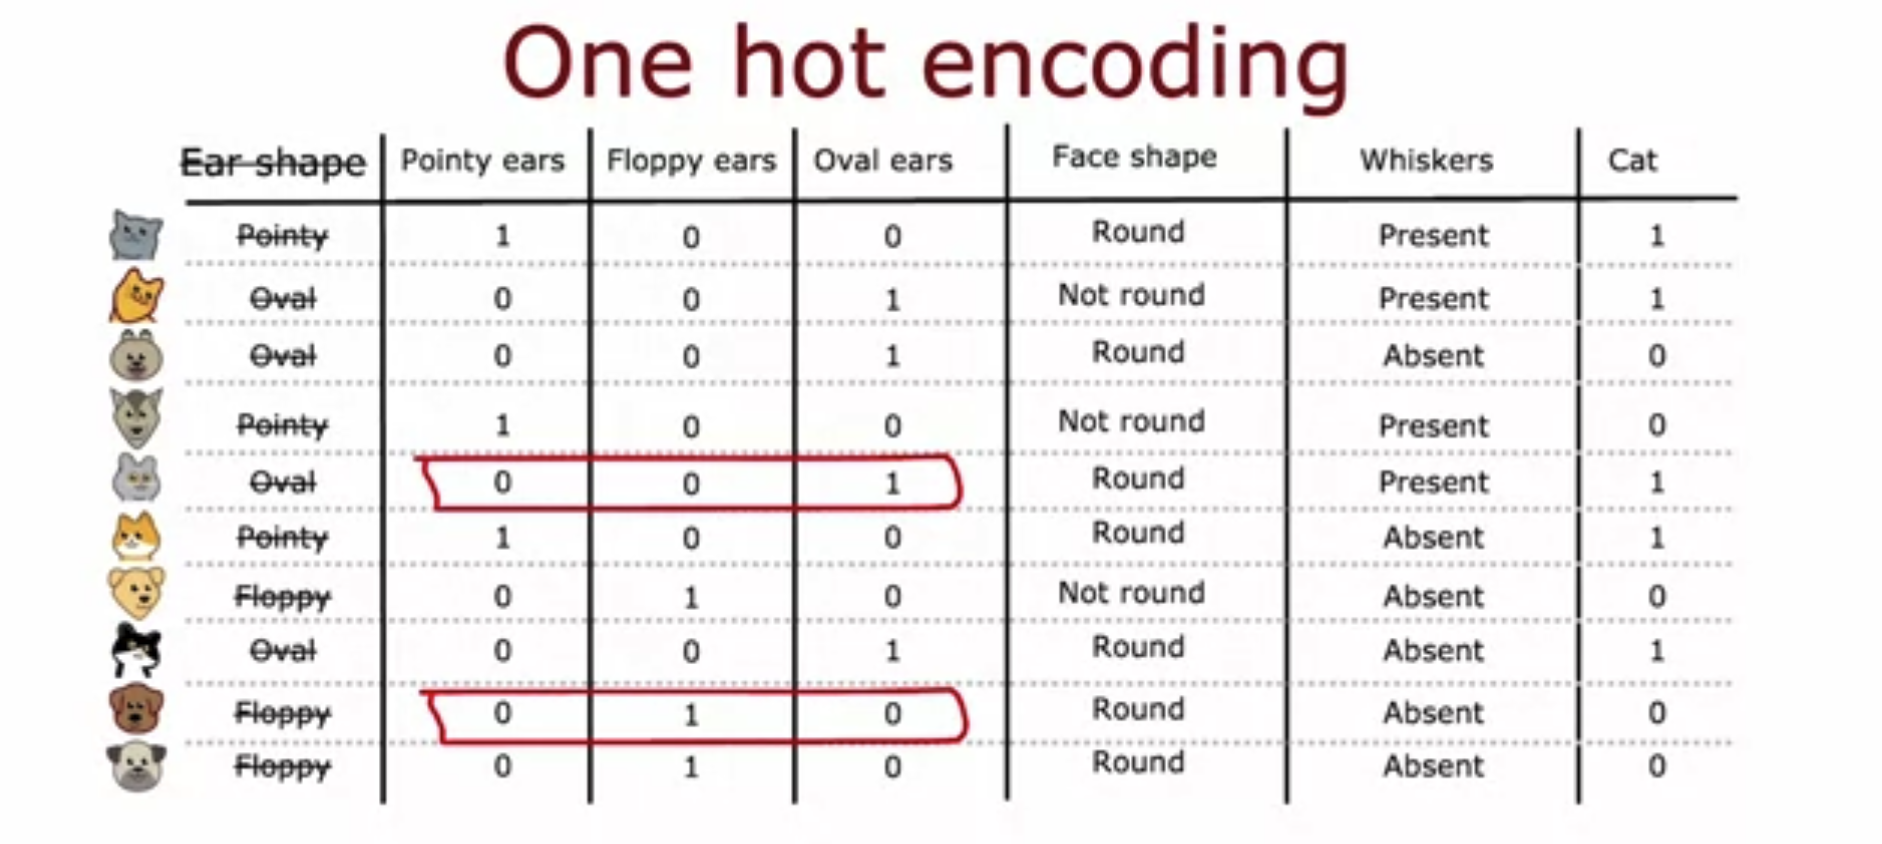 One hot encoding
Ear shape Pointy ears Floppy ears Oval ears Face shape Whiskers Cat
Pointy 1 0 0 Round Present 1
Oval 0 0 1 Not round Present 1
Oval 0 0 1 Round Absent 0
Pointy 1 0 0 Not round Present 0
Oval 0 0 1 Round Present 1
Pointy 1 0 0 Round Absent 1
Floppy 0 1 0 Not round Absent 0
Oval 0 0 1 Round Absent 1
Floppy 0 1 0 Round Absent 0
Floppy 0 1 0 Round Absent 0